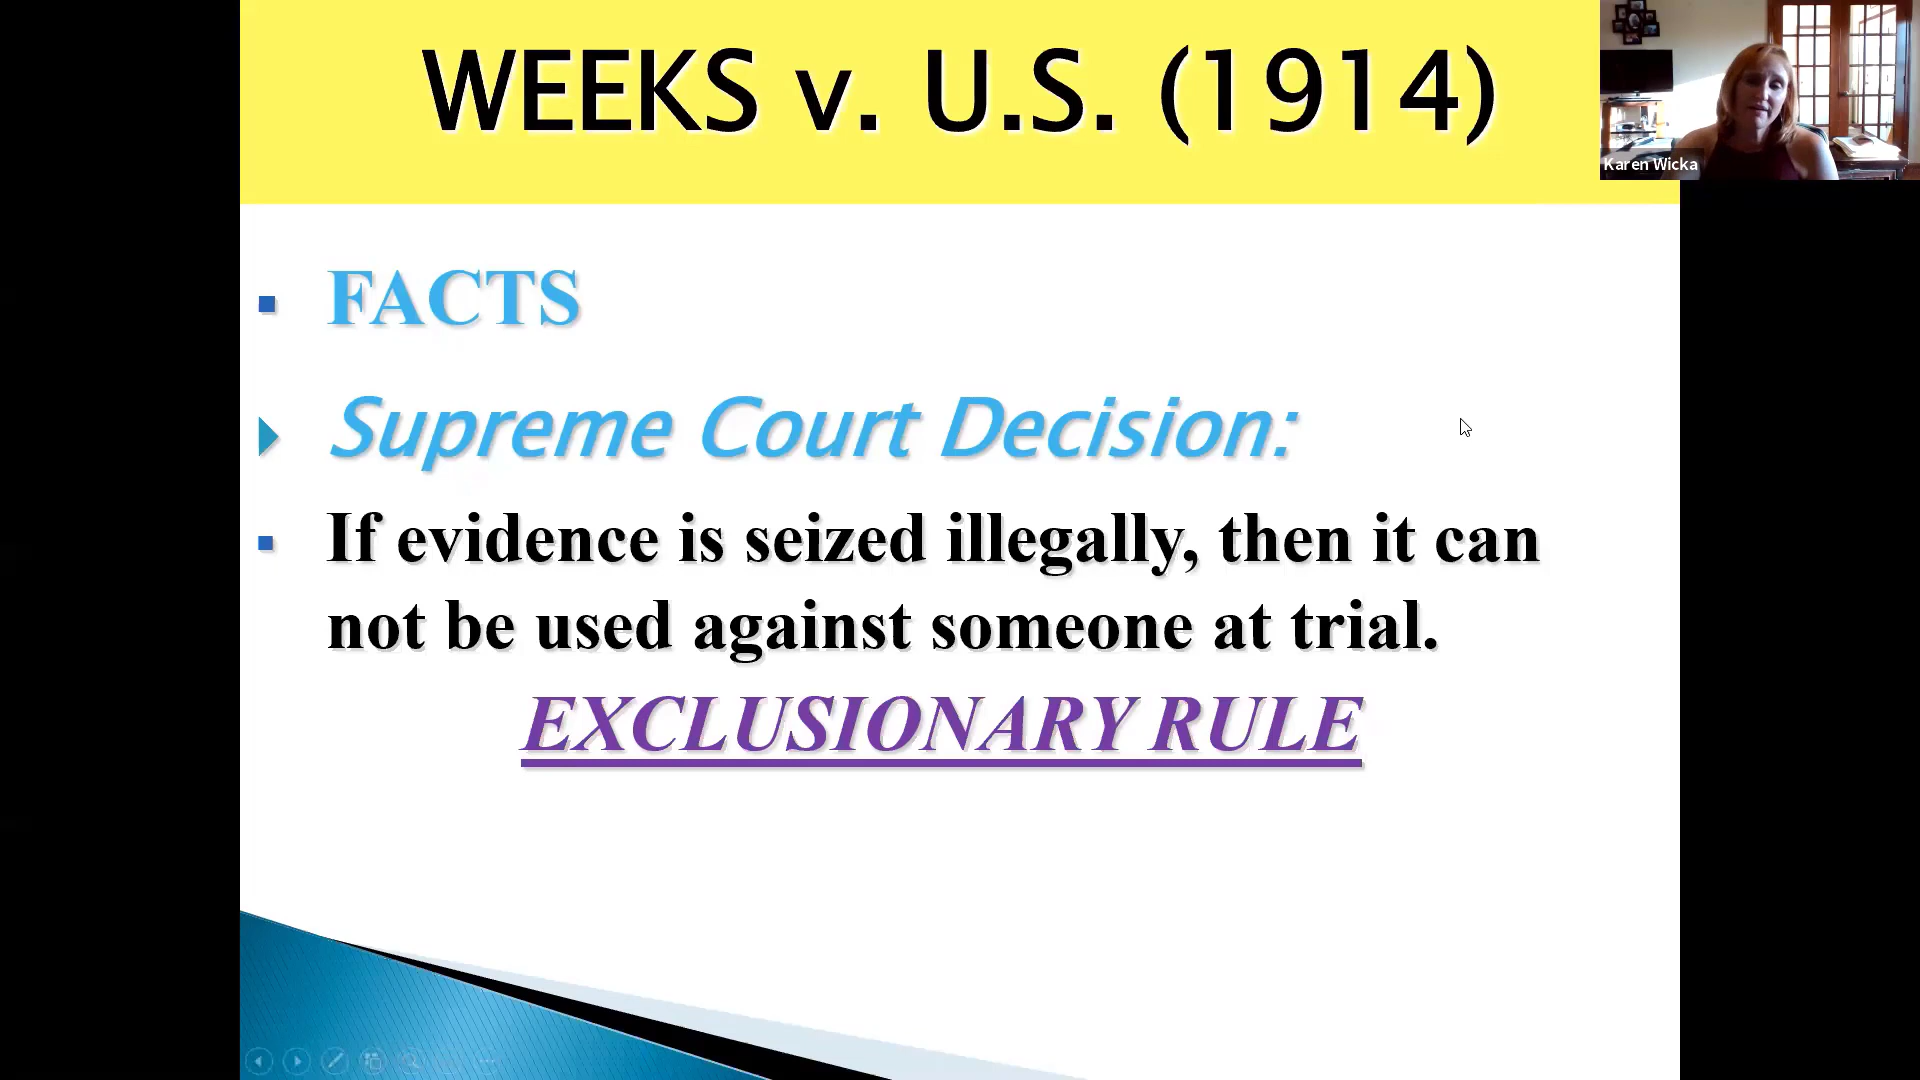 WEEKS v. U.S. (1914)
Karen Wicka
FACTS
Supreme Court Decision:
If evidence is seized illegally, then it can
not be used against someone at trial.
EXCLUSIONARY RULE